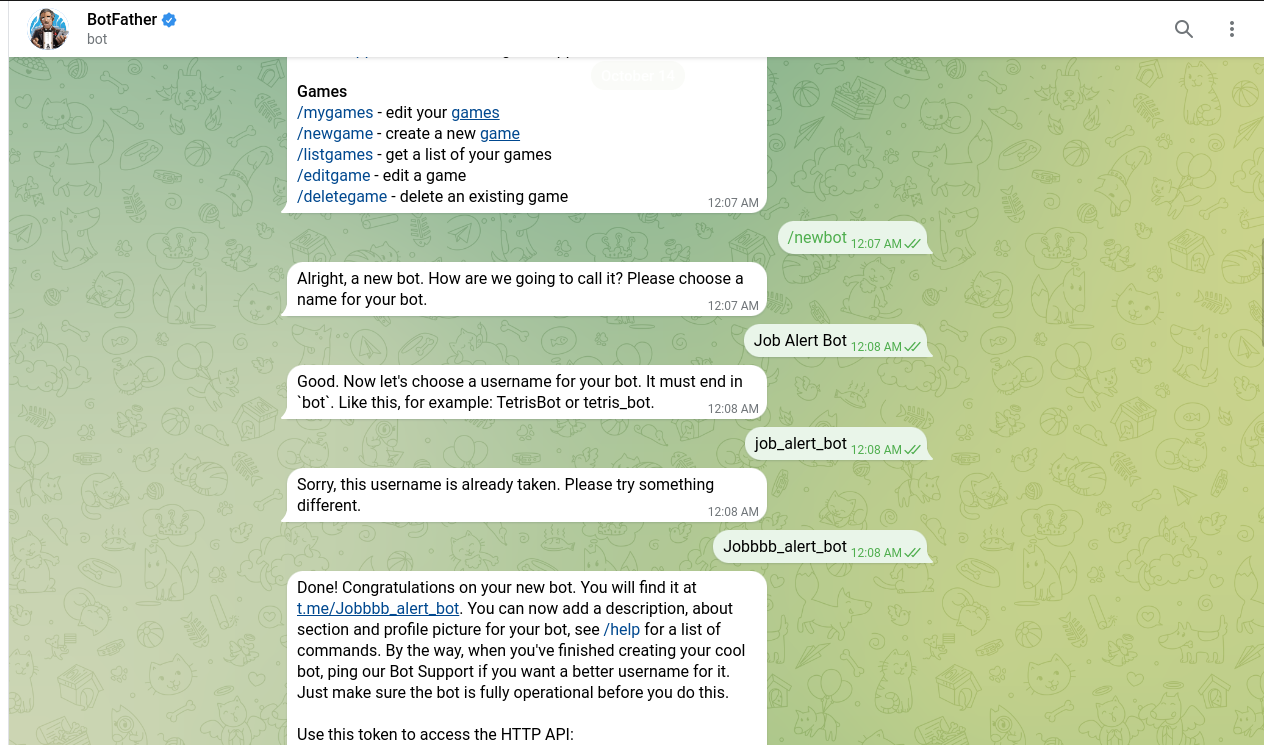 BotFather
bot
October 14
Games
/mygames - edit your games
/newgame - create a new game
/listgames - get a list of your games
/editgame - edit a game
/deletegame - delete an existing game
12:07 AM
/newbot 12:07 AM
Alright, a new bot. How are we going to call it? Please choose a
name for your bot.
12:07 AM
Job Alert Bot 12:08 AM
Good. Now let's choose a username for your bot. It must end in
`bot`. Like this, for example: TetrisBot or tetris_bot.
12:08 AM
job_alert_bot 12:08 AM
Sorry, this username is already taken. Please try something
different.
12:08 AM
Jobbbb_alert_bot 12:08 AM
Done! Congratulations on your new bot. You will find it at
t.me/Jobbbb_alert_bot. You can now add a description, about
section and profile picture for your bot, see /help for a list of
commands. By the way, when you've finished creating your cool
bot, ping our Bot Support if you want a better username for it.
Just make sure the bot is fully operational before you do this.
Use this token to access the HTTP API: